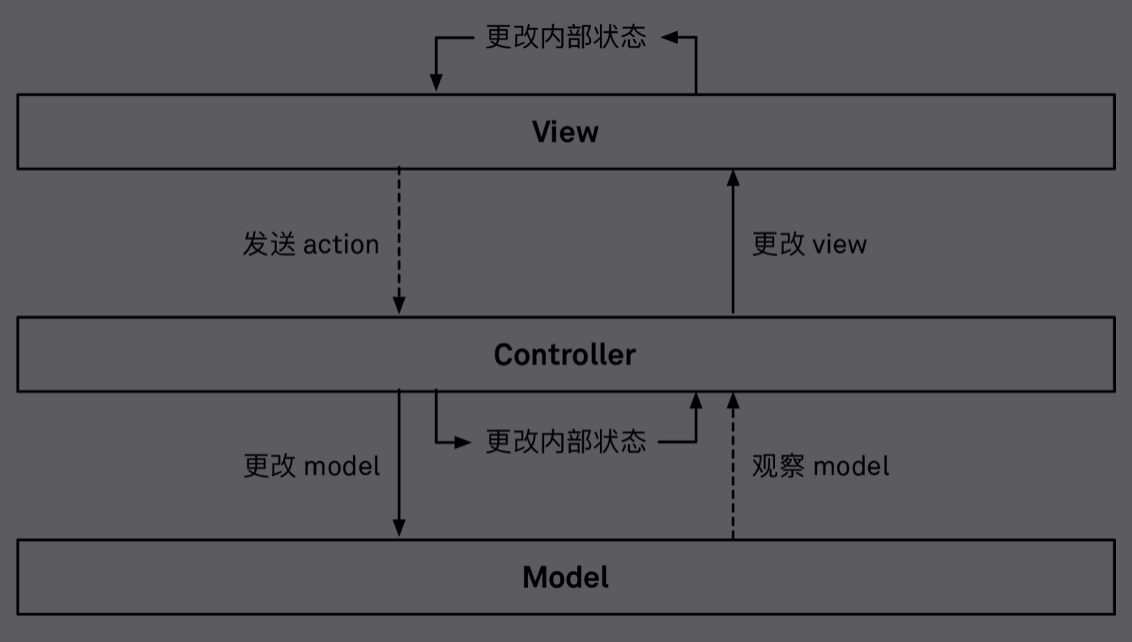 更改内部状态
View
发送 action
更改 view
Controller
更改内部状态
更改 model
观察 model
Model